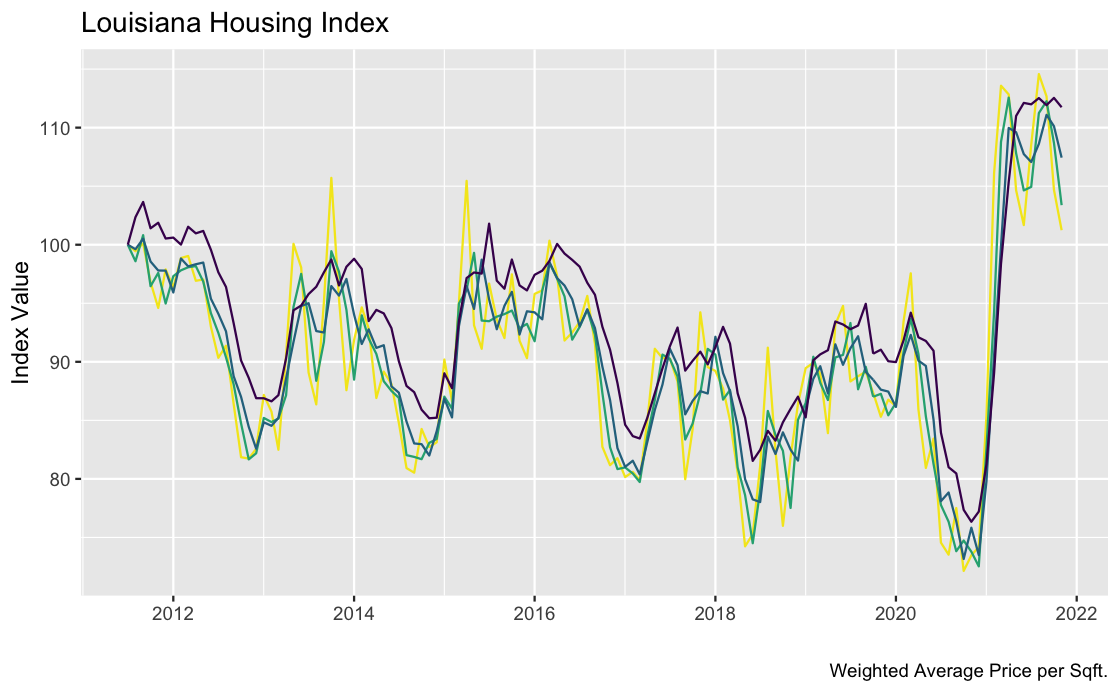 Louisiana Housing Index
Index Value
110
100
90
80
2012 2014 2016 2018 2020 2022
Weighted Average Price per Sqft.